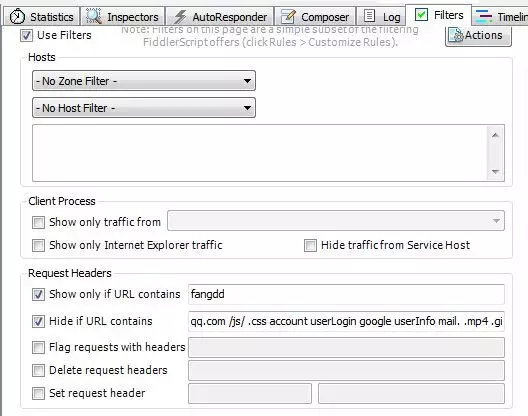 Statistics Inspectors AutoResponder Composer Log Filters Timelin
Use Filters Note: Filters on this page are a simple subset of the filtering
FiddlerScript offers (click Rules > Customize Rules). Actions
Hosts
- No Zone Filter -
- No Host Filter -
Client Process
Show only traffic from
Show only Internet Explorer traffic Hide traffic from Service Host
Request Headers
Show only if URL contains fangdd
Hide if URL contains qq.com /js/ .css account userLogin google userInfo mail. .mp4 .gi
Flag requests with headers
Delete request headers
Set request header